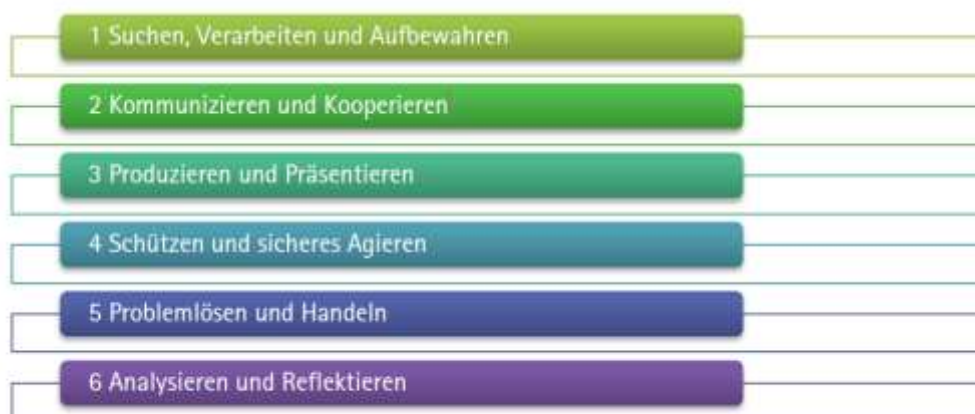 1 Suchen, Verarbeiten und Aufbewahren
2 Kommunizieren und Kooperieren
3 Produzieren und Präsentieren
4 Schützen und sicheres Agieren
5 Problemlösen und Handeln
6 Analysieren und Reflektieren